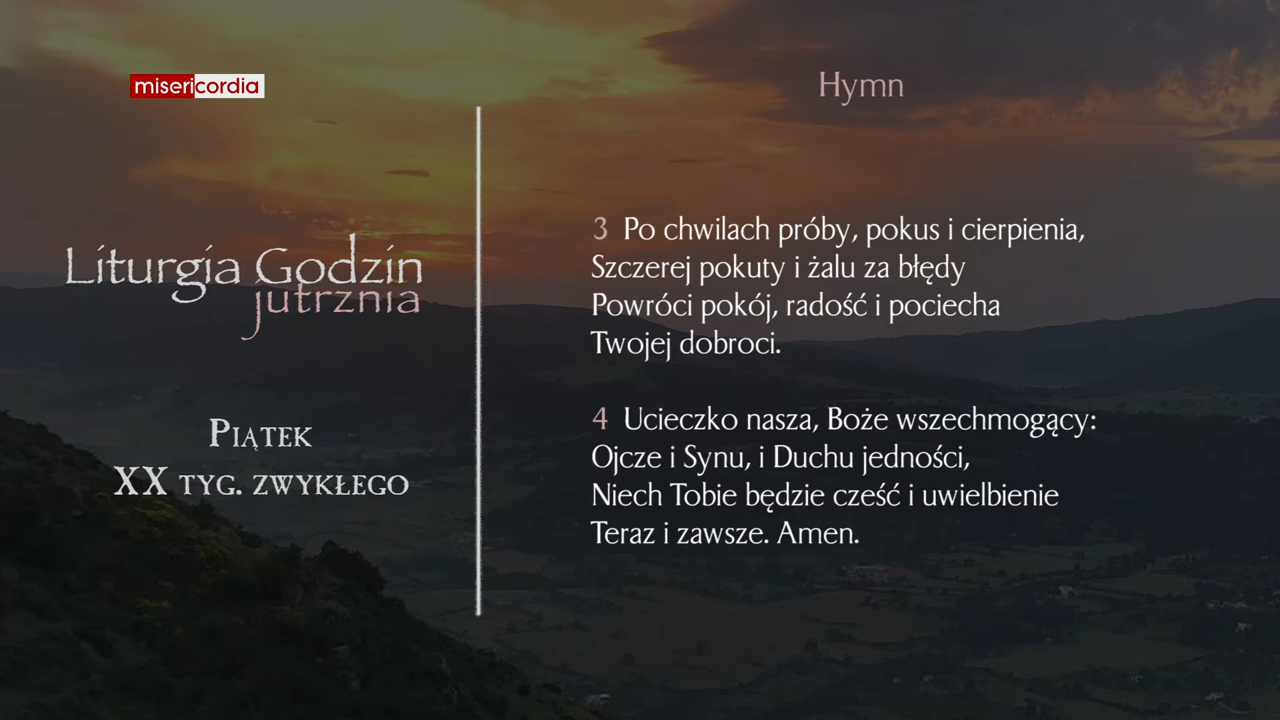 misericordia
Liturgia Godzin
jutrznia
Piątek
XX tyg. zwykłego
Hymn
3 Po chwilach próby, pokus i cierpienia,
Szczerej pokuty i żalu za błędy
Powróci pokój, radość i pociecha
Twojej dobroci.
4 Ucieczko nasza, Boże wszechmogący:
Ojcze i Synu, i Duchu jedności,
Niech Tobie będzie cześć i uwielbienie
Teraz i zawsze. Amen.